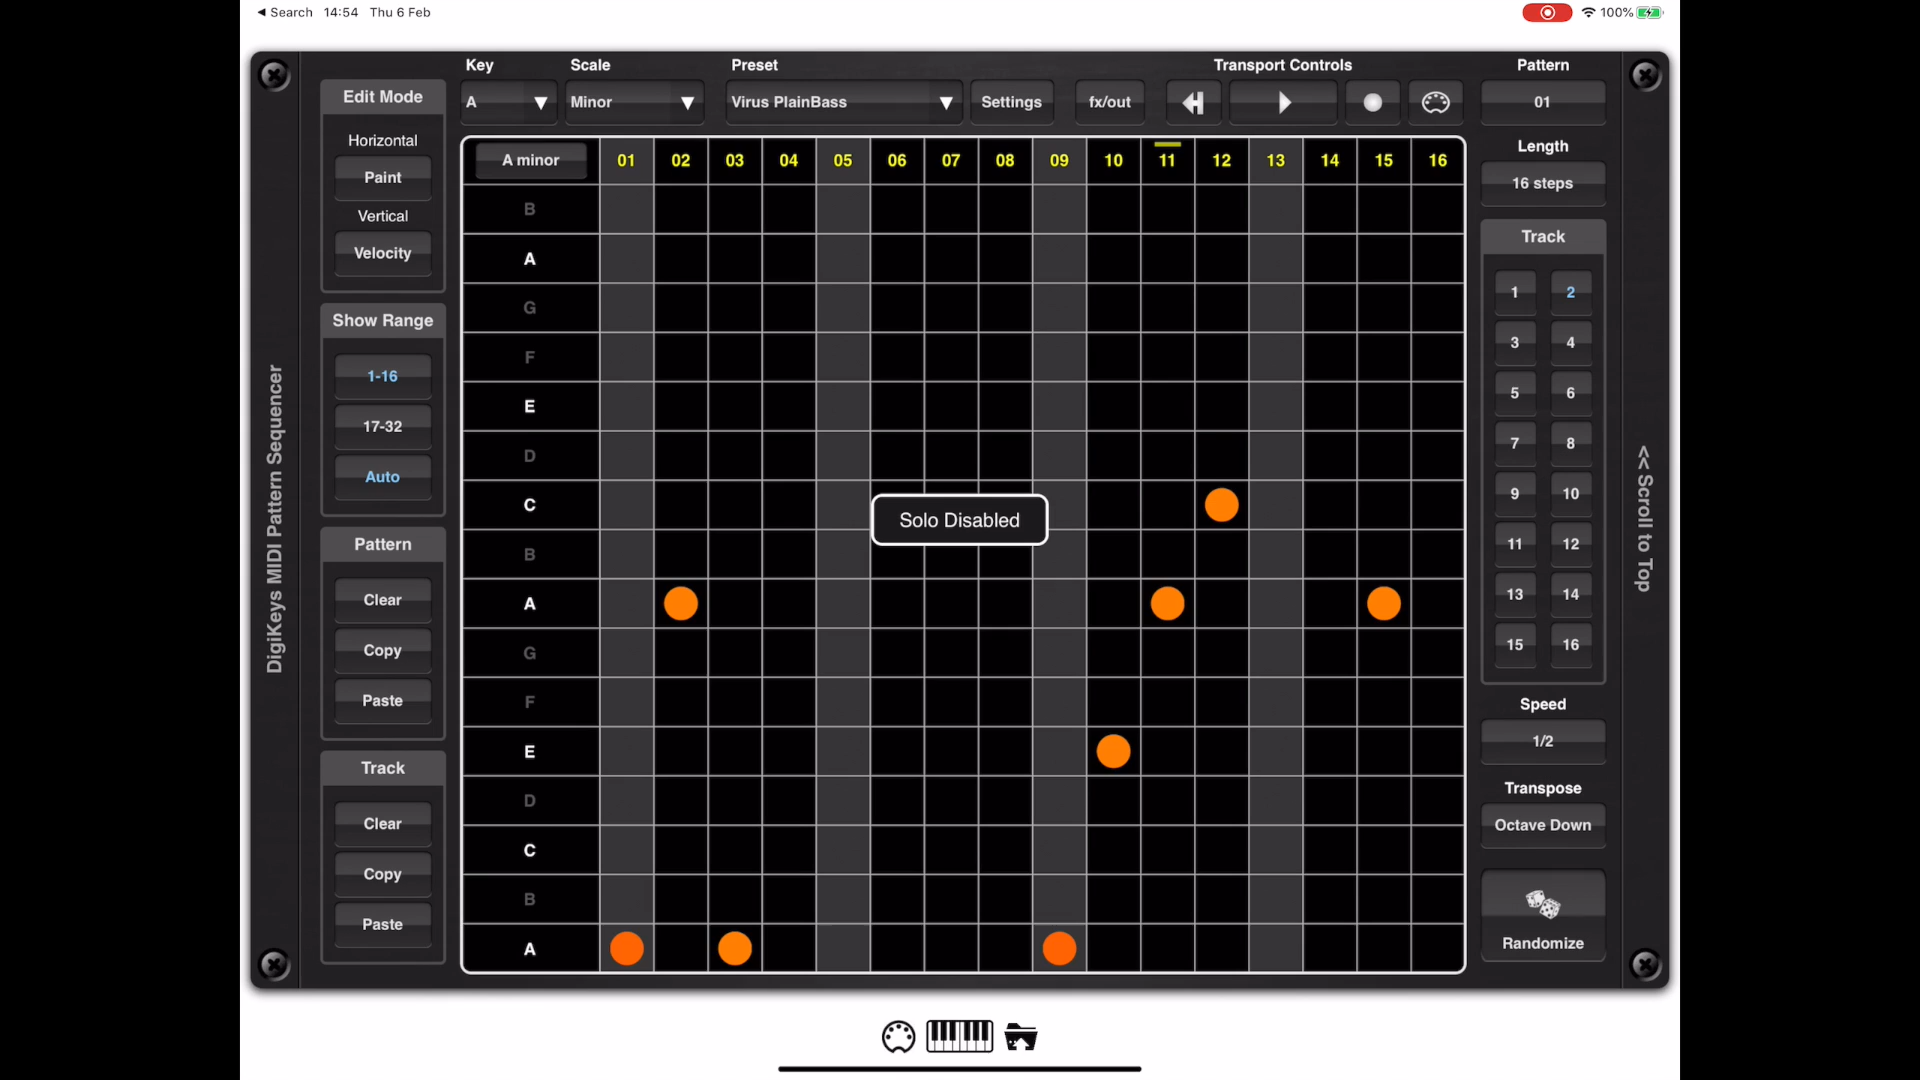 ◀ Search 14:54 Thu 6 Feb
100%
Key
Scale
Preset
Transport Controls
Pattern
A ▼
Minor ▼
Virus PlainBass ▼
Settings
fx/out
01
Edit Mode
Horizontal
Paint
Vertical
Velocity
Show Range
1-16
17-32
Auto
Pattern
Clear
Copy
Paste
Track
Clear
Copy
Paste
DigiKeys MIDI Pattern Sequencer
A minor 01 02 03 04 05 06 07 08 09 10 11 12 13 14 15 16
B
A
G
F
E
D
C
B
A
G
F
E
D
C
B
A
Solo Disabled
Length
16 steps
Track
1 2
3 4
5 6
7 8
9 10
11 12
13 14
15 16
Speed
1/2
Transpose
Octave Down
Randomize
<< Scroll to Top